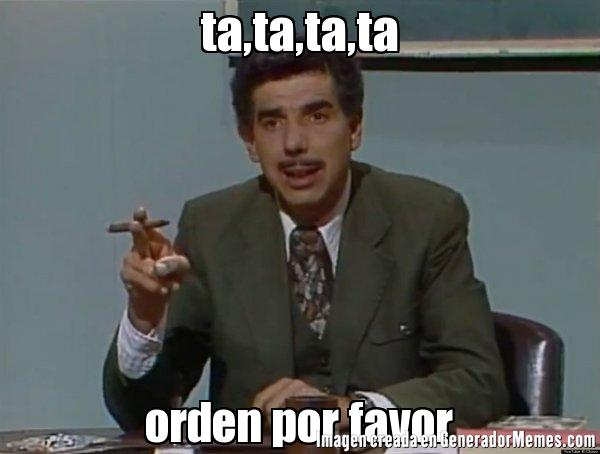 ta,ta,ta,ta
orden por favor
Imagen creada en GeneradorMemes.com